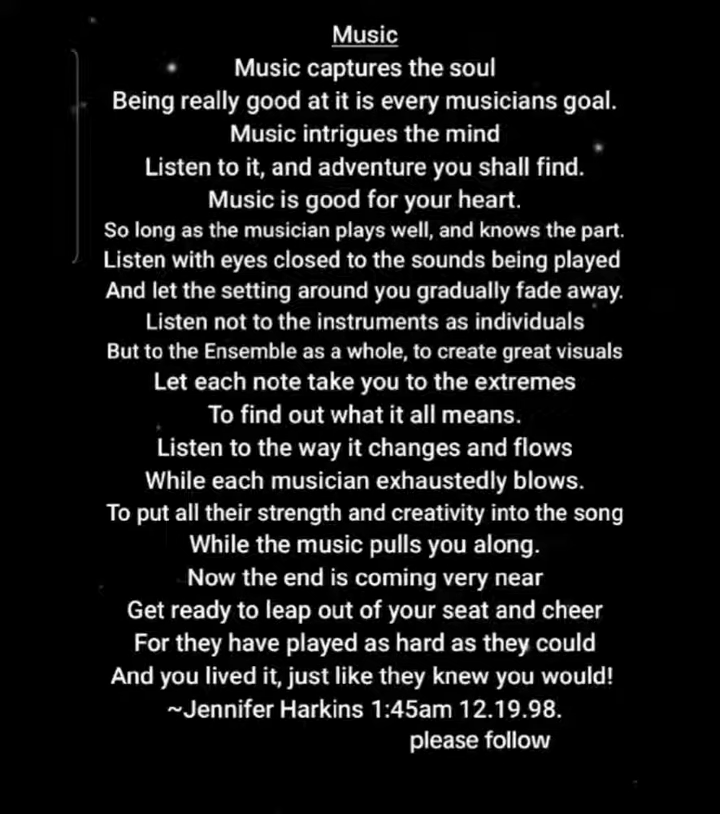 Music
Music captures the soul
Being really good at it is every musicians goal.
Music intrigues the mind
Listen to it, and adventure you shall find.
Music is good for your heart.
So long as the musician plays well, and knows the part.
Listen with eyes closed to the sounds being played
And let the setting around you gradually fade away.
Listen not to the instruments as individuals
But to the Ensemble as a whole, to create great visuals
Let each note take you to the extremes
To find out what it all means.
Listen to the way it changes and flows
While each musician exhaustedly blows.
To put all their strength and creativity into the song
While the music pulls you along.
Now the end is coming very near
Get ready to leap out of your seat and cheer
For they have played as hard as they could
And you lived it, just like they knew you would!
~Jennifer Harkins 1:45am 12.19.98.
please follow